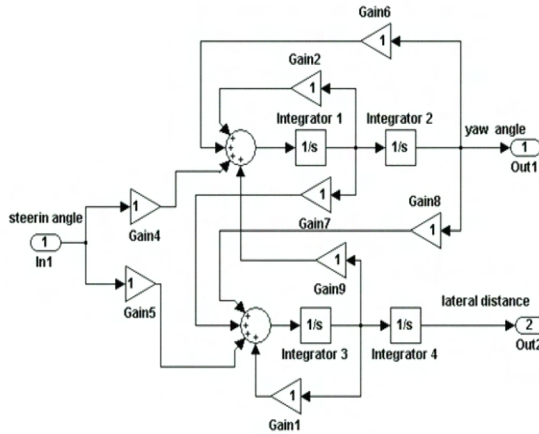 Gain6
1
Gain2
1
Integrator 1
Integrator 2
yaw angle
1/s
1/s
1
Out1
+
+
+
+
1
Gain7
Gain8
1
steerin angle
1
In1
1
Gain4
1
Gain9
1
Gain5
lateral distance
1/s
1/s
2
Out2
+
+
+
+
Integrator 3
Integrator 4
1
Gain1